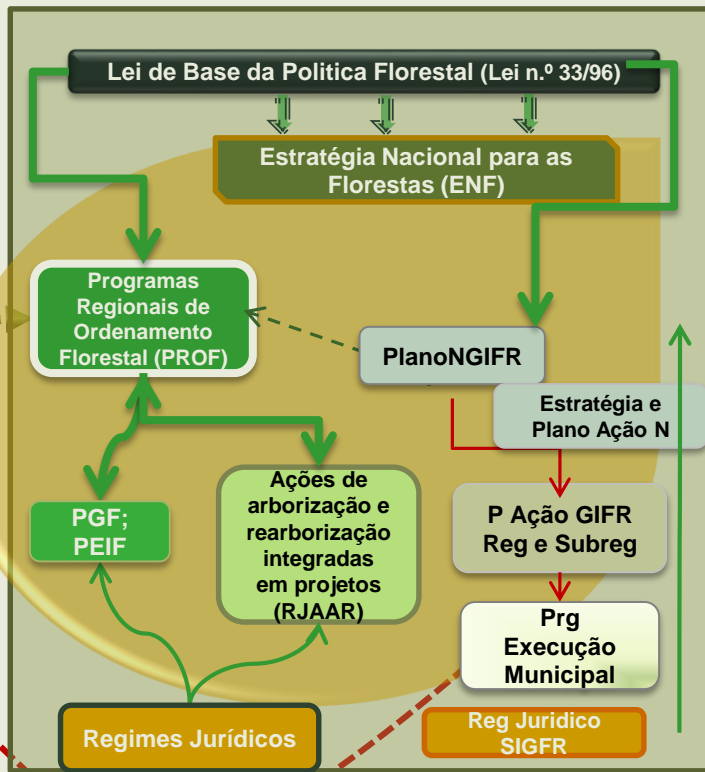 Lei de Base da Politica Florestal (Lei n.º 33/96)
Estratégia Nacional para as
Florestas (ENF)
Programas
Regionais de
Ordenamento
Florestal (PROF)
PlanoNGIFR
Estratégia e
Plano Ação N
PGF;
PEIF
Ações de
arborização e
rearborização
integradas
em projetos
(RJAAR)
P Ação GIFR
Reg e Subreg
Prg
Execução
Municipal
Regimes Jurídicos
Reg Juridico
SIGFR